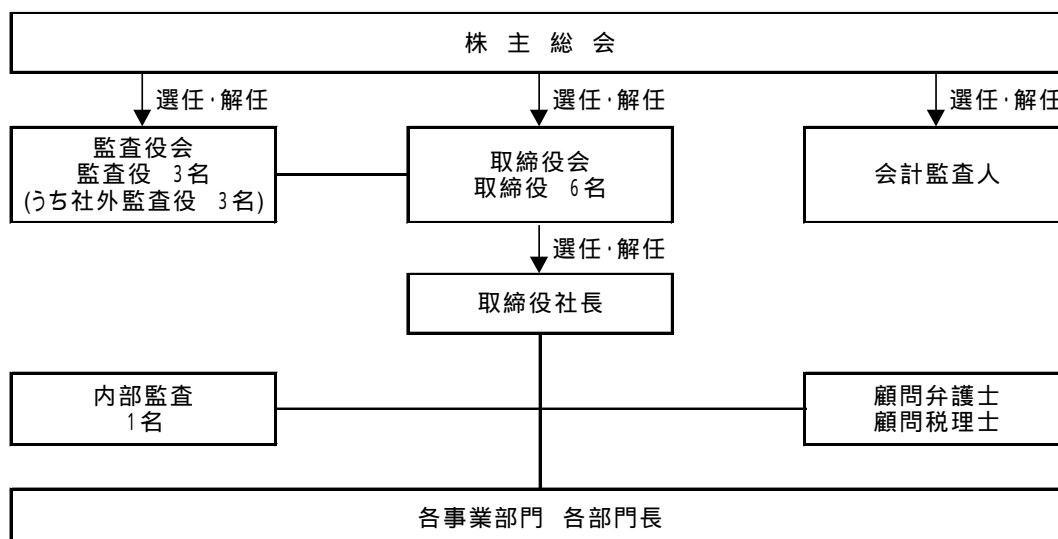 株 主 総 会
選任・解任
選任・解任
選任・解任
監査役会
監査役 3名
(うち社外監査役 3名)
取締役会
取締役 6名
会計監査人
選任・解任
取締役社長
内部監査
1名
顧問弁護士
顧問税理士
各事業部門 各部門長